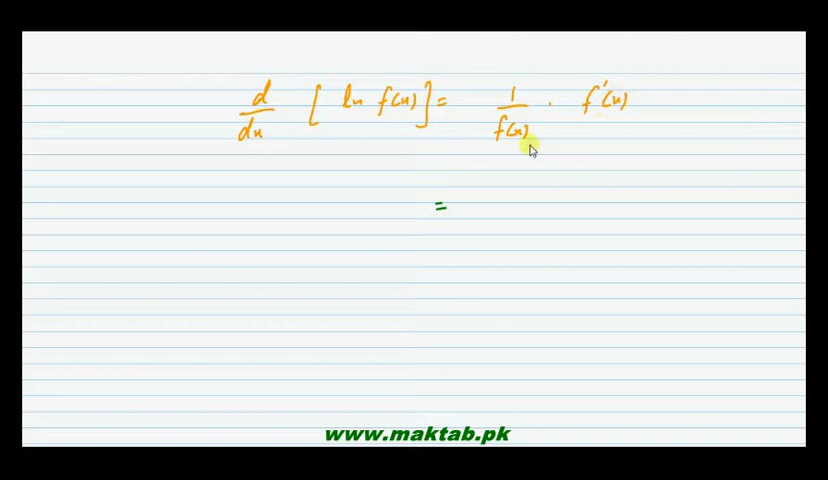 d/dx [ ln f(x) ] = 1/f(x) . f'(x)
=
www.maktab.pk